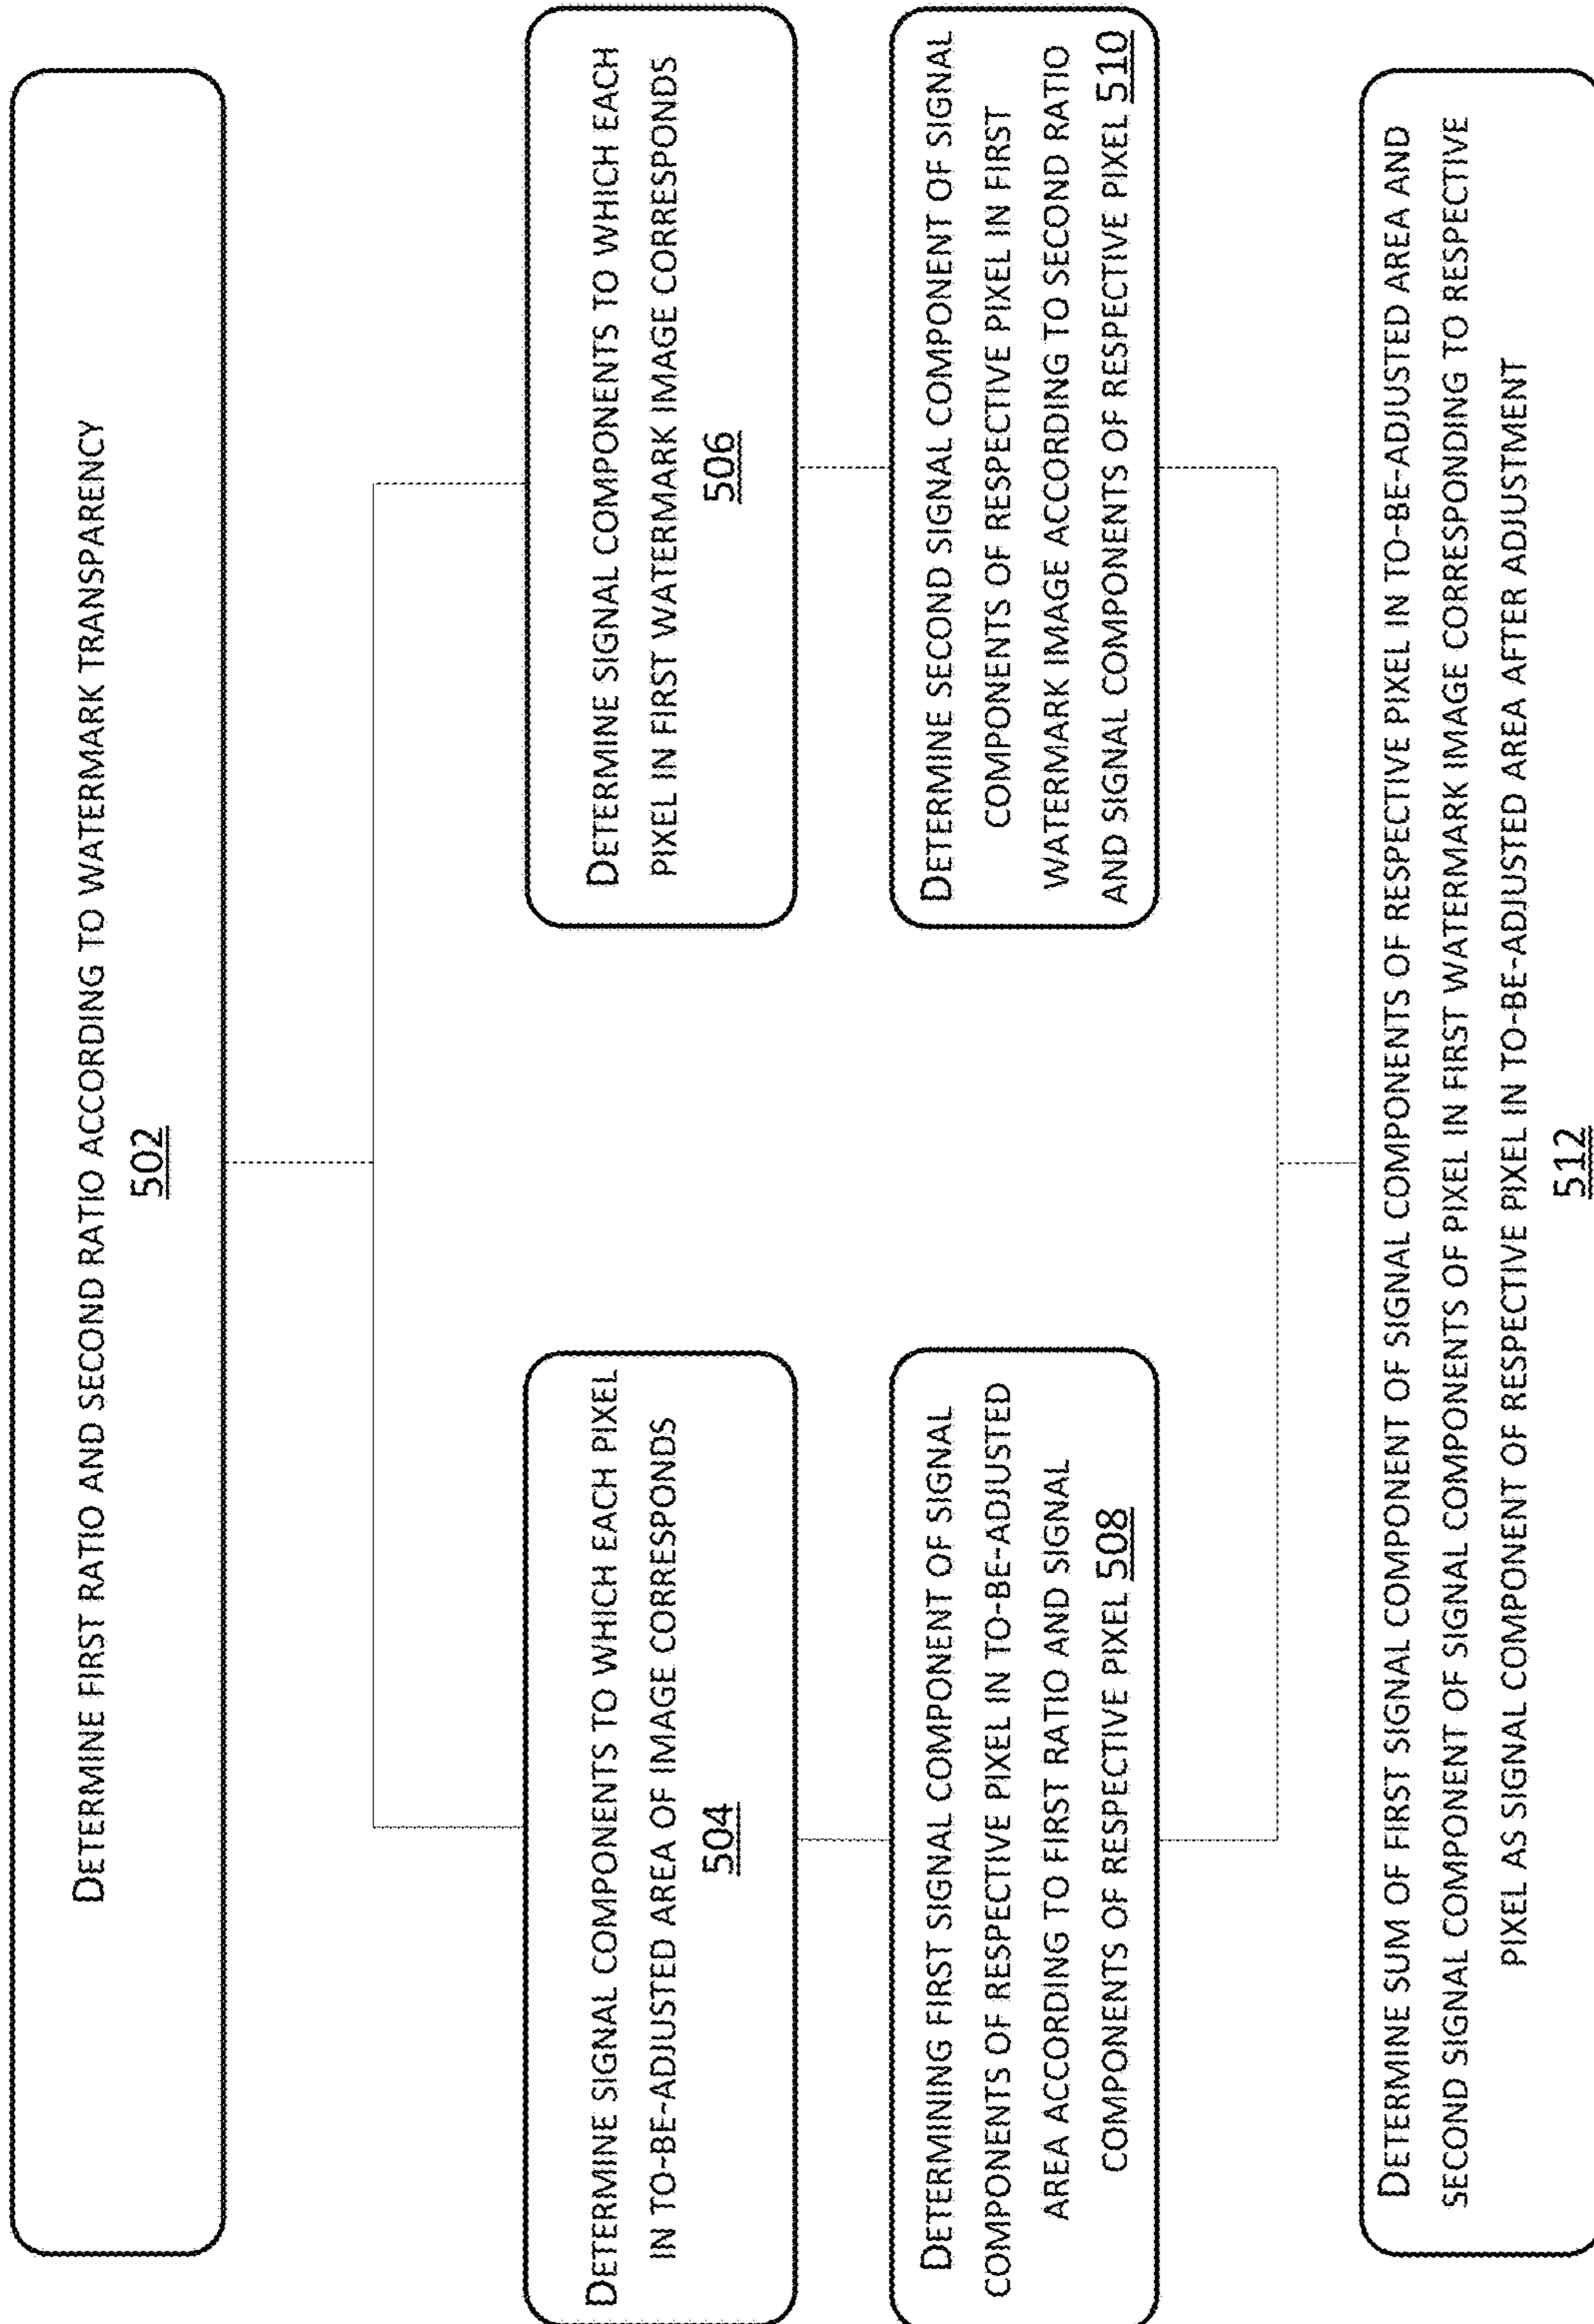 DETERMINE FIRST RATIO AND SECOND RATIO ACCORDING TO WATERMARK TRANSPARENCY
502
DETERMINE SIGNAL COMPONENTS TO WHICH EACH PIXEL
IN TO-BE-ADJUSTED AREA OF IMAGE CORRESPONDS
504
DETERMINE SIGNAL COMPONENTS TO WHICH EACH
PIXEL IN FIRST WATERMARK IMAGE CORRESPONDS
506
DETERMINING FIRST SIGNAL COMPONENT OF SIGNAL
COMPONENTS OF RESPECTIVE PIXEL IN TO-BE-ADJUSTED
AREA ACCORDING TO FIRST RATIO AND SIGNAL
COMPONENTS OF RESPECTIVE PIXEL 508
DETERMINE SECOND SIGNAL COMPONENT OF SIGNAL
COMPONENTS OF RESPECTIVE PIXEL IN FIRST
WATERMARK IMAGE ACCORDING TO SECOND RATIO
AND SIGNAL COMPONENTS OF RESPECTIVE PIXEL 510
DETERMINE SUM OF FIRST SIGNAL COMPONENT OF SIGNAL COMPONENTS OF RESPECTIVE PIXEL IN TO-BE-ADJUSTED AREA AND
SECOND SIGNAL COMPONENT OF SIGNAL COMPONENTS OF PIXEL IN FIRST WATERMARK IMAGE CORRESPONDING TO RESPECTIVE
PIXEL AS SIGNAL COMPONENT OF RESPECTIVE PIXEL IN TO-BE-ADJUSTED AREA AFTER ADJUSTMENT
512